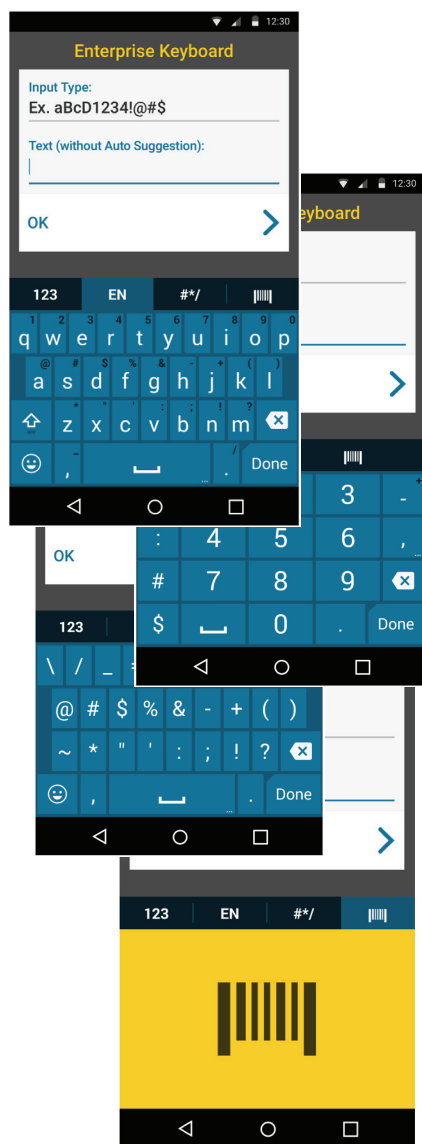 12:30
Enterprise Keyboard
Input Type:
Ex. aBcD1234!@#$
Text (without Auto Suggestion):
OK
123 EN #*/
1 2 3 4 5 6 7 8 9 0
q w e r t y u i o p
@ # $ % & - + ( )
a s d f g h j k l
* " ' : ; ! ?
z x c v b n m
, _ ... . / Done
12:30
eyboard
3 - +
: 4 5 6 , ...
# 7 8 9
$ 0 . Done
OK
123
\ / _
@ # $ % & - + ( )
~ * " ' : ; ! ?
, ... . Done
123 EN #*/